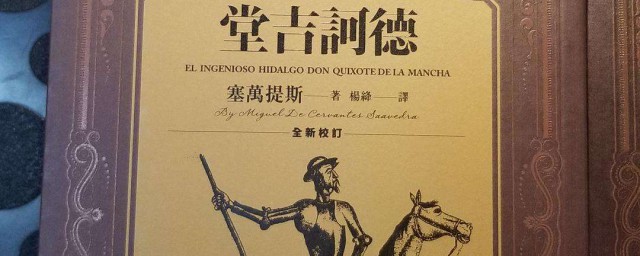 堂吉訶德
EL INGENIOSO HIDALGO DON QUIXOTE DE LA MANCHA
塞萬提斯——著 楊絳——譯
By Miguel De Cervantes Saavedra
全新校訂